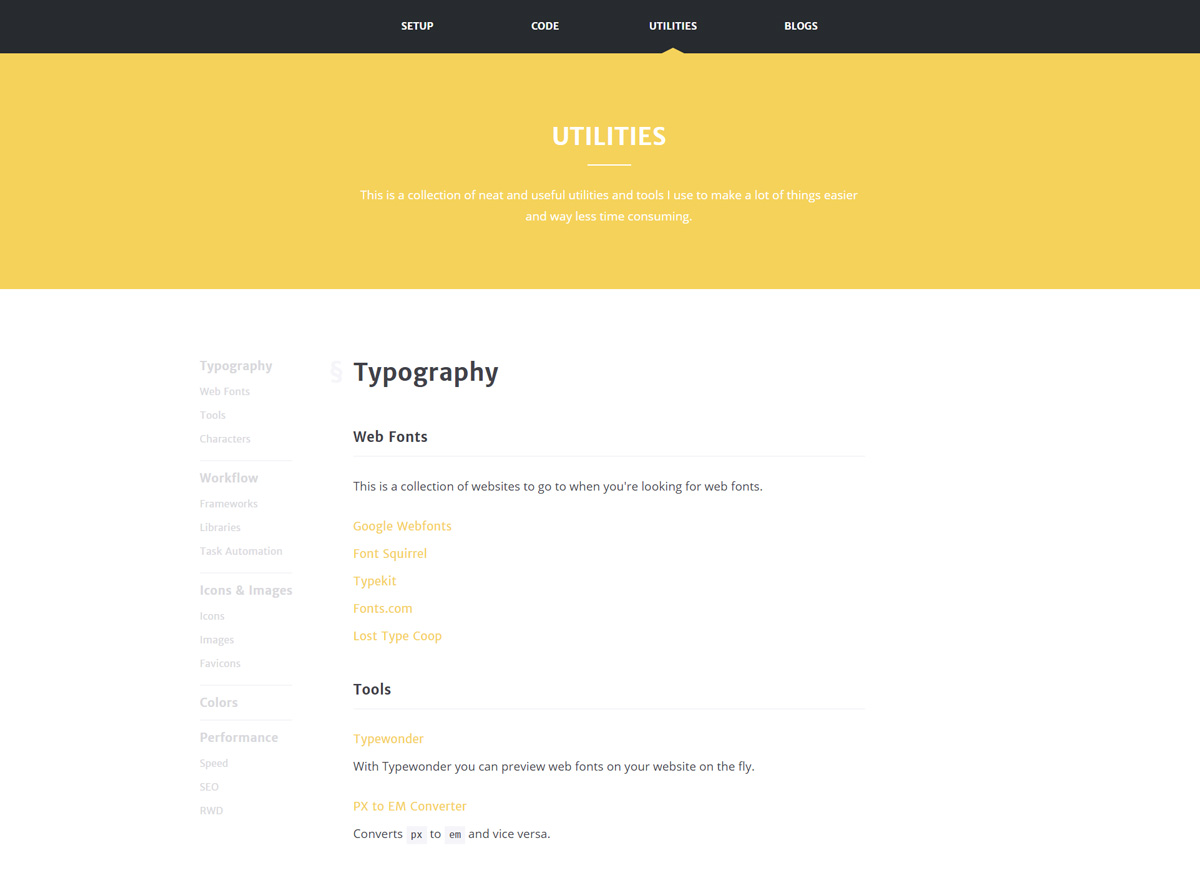 SETUP CODE UTILITIES BLOGS
UTILITIES
This is a collection of neat and useful utilities and tools I use to make a lot of things easier
and way less time consuming.
Typography
Web Fonts
Tools
Characters
Workflow
Frameworks
Libraries
Task Automation
Icons & Images
Icons
Images
Favicons
Colors
Performance
Speed
SEO
RWD
§ Typography
Web Fonts
This is a collection of websites to go to when you're looking for web fonts.
Google Webfonts
Font Squirrel
Typekit
Fonts.com
Lost Type Coop
Tools
Typewonder
With Typewonder you can preview web fonts on your website on the fly.
PX to EM Converter
Converts px to em and vice versa.